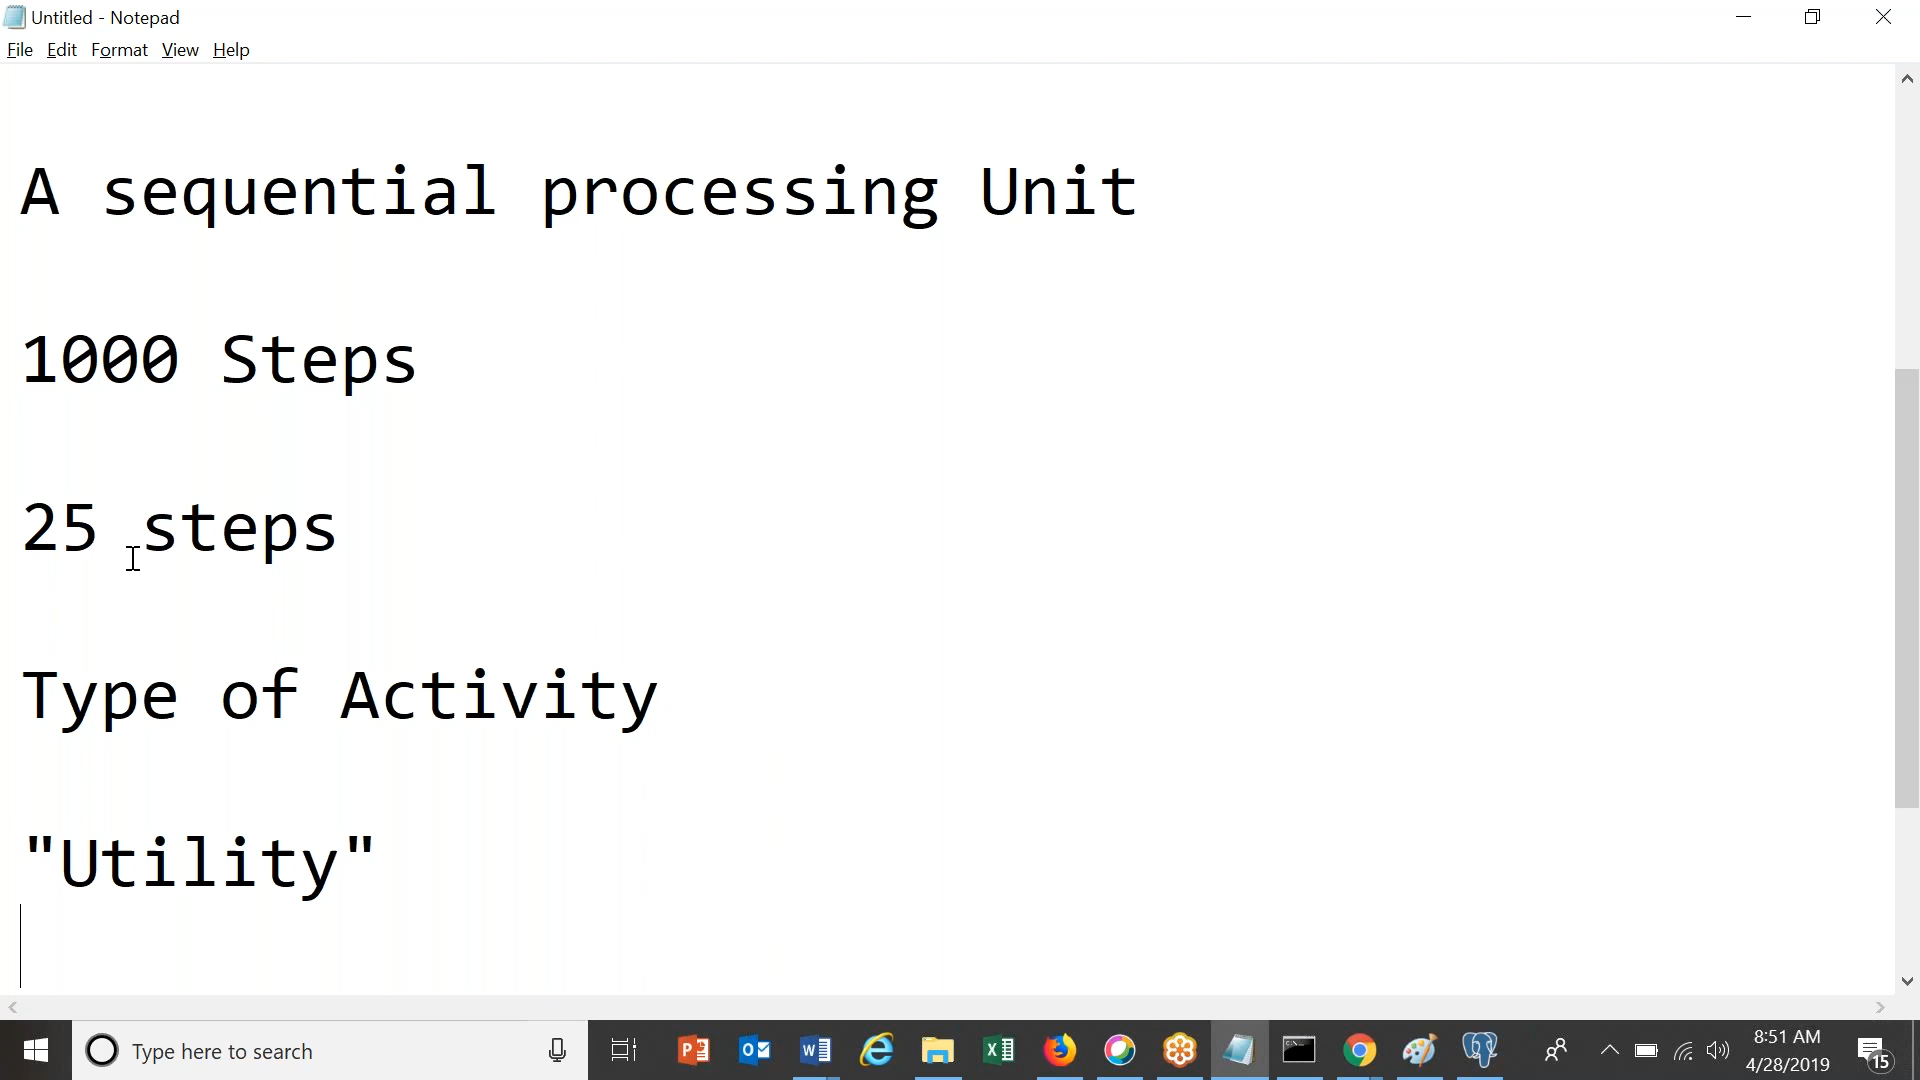 Untitled - Notepad
File Edit Format View Help
A sequential processing Unit
1000 Steps
25 steps
Type of Activity
"Utility"
Type here to search
8:51 AM
4/28/2019
15